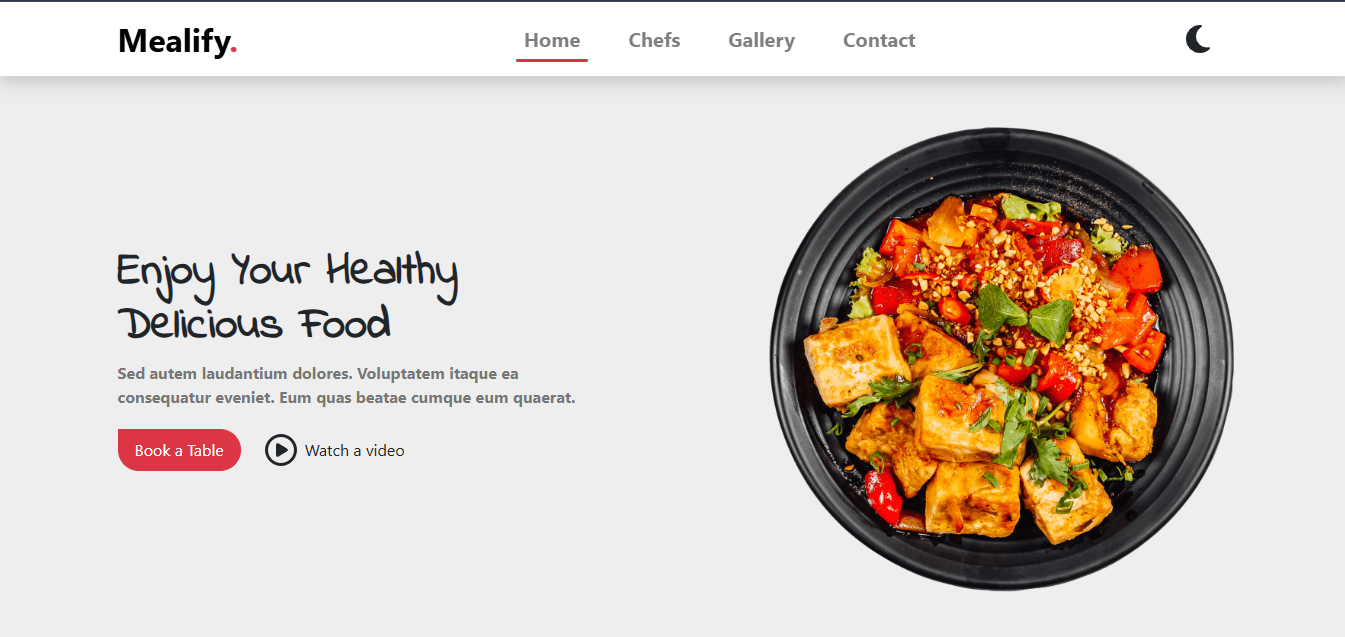 Mealify.
Home Chefs Gallery Contact
Enjoy Your Healthy
Delicious Food
Sed autem laudantium dolores. Voluptatem itaque ea
consequatur eveniet. Eum quas beatae cumque eum quaerat.
Book a Table
Watch a video